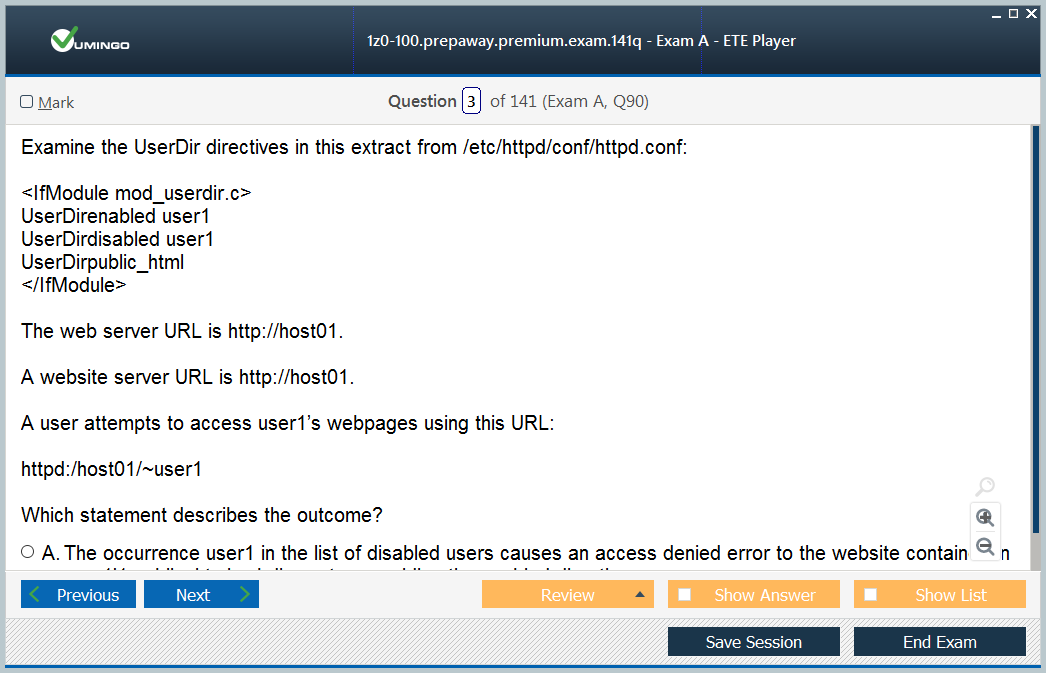 VUMINGO
1z0-100.prepaway.premium.exam.141q - Exam A - ETE Player
Mark
Question 3 of 141 (Exam A, Q90)
Examine the UserDir directives in this extract from /etc/httpd/conf/httpd.conf:
<IfModule mod_userdir.c>
UserDirenabled user1
UserDirdisabled user1
UserDirpublic_html
</IfModule>
The web server URL is http://host01.
A website server URL is http://host01.
A user attempts to access user1’s webpages using this URL:
httpd:/host01/~user1
Which statement describes the outcome?
A. The occurrence user1 in the list of disabled users causes an access denied error to the website
Previous
Next
Review
Show Answer
Show List
Save Session
End Exam